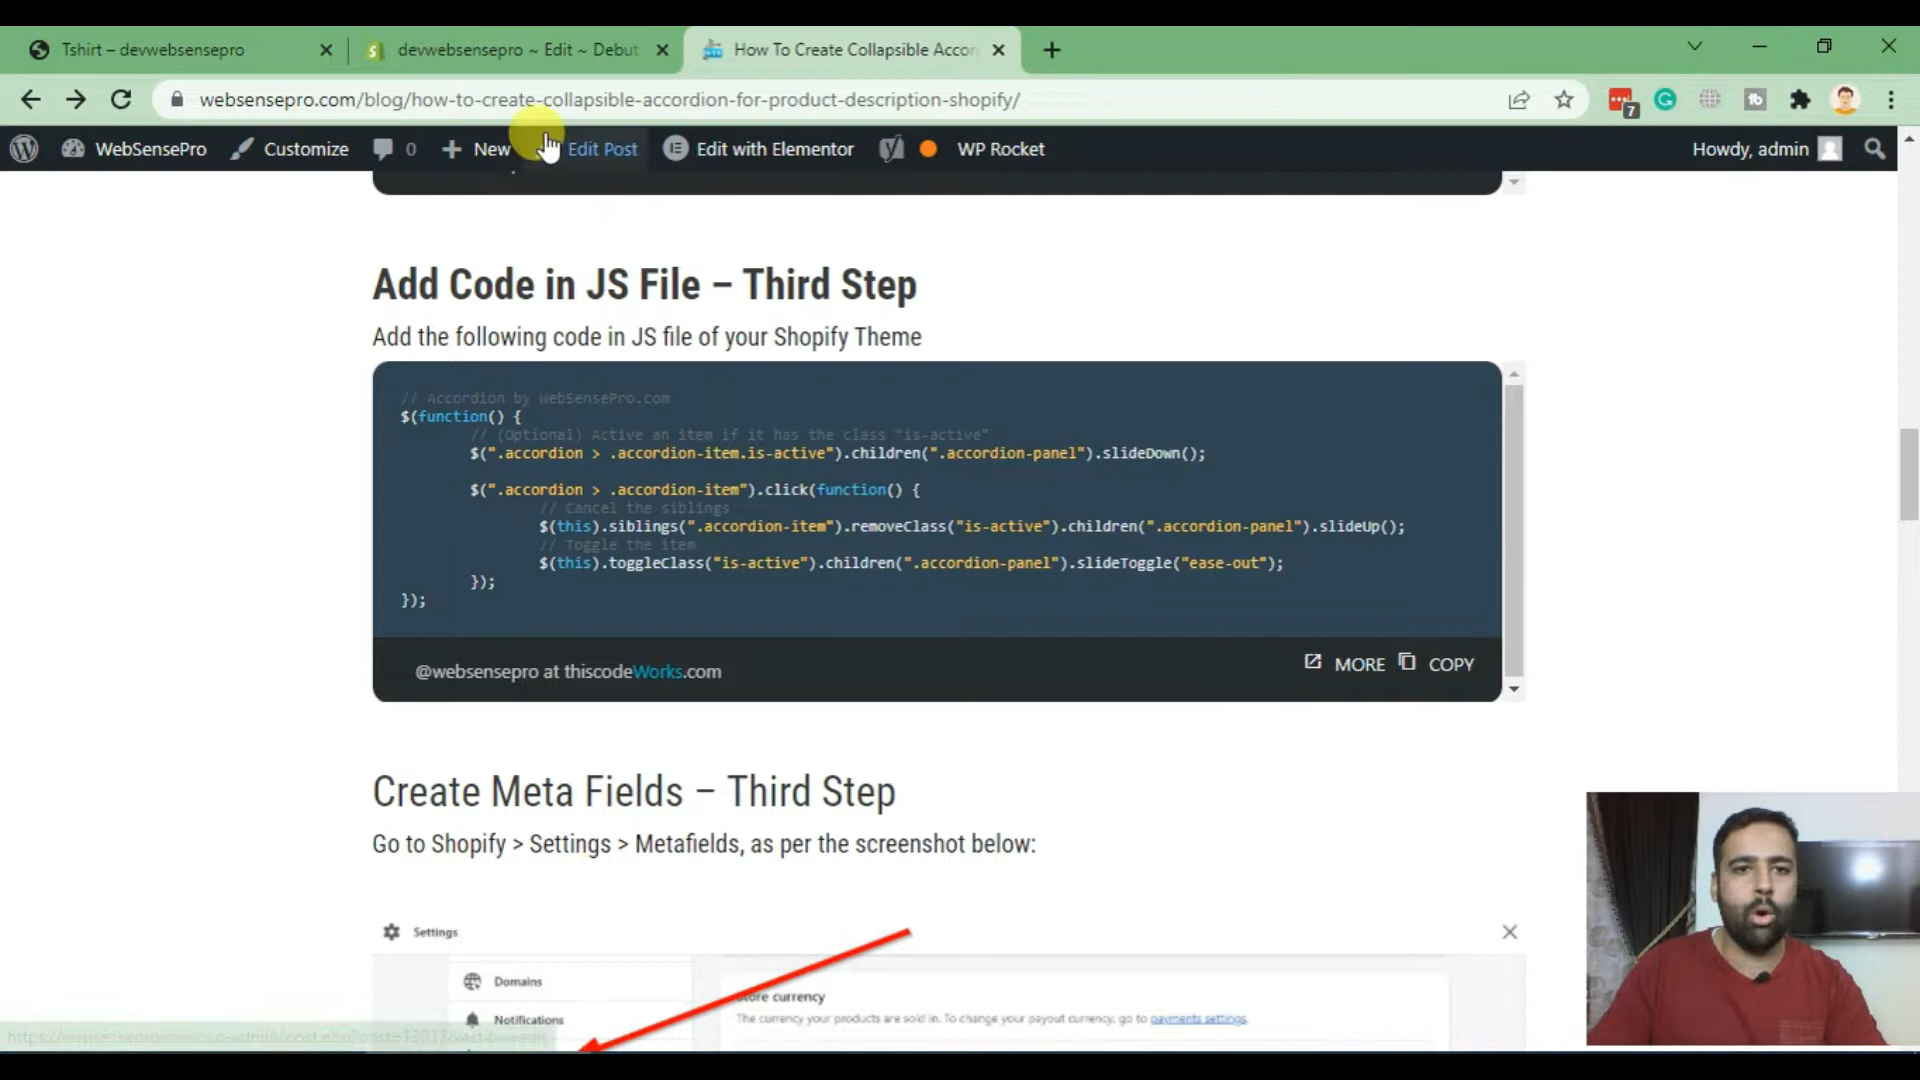 Tshirt – devwebsensepro
devwebsensepro ~ Edit ~ Debut
How To Create Collapsible Accor
websensepro.com/blog/how-to-create-collapsible-accordion-for-product-description-shopify/
7
WebSensePro
Customize
0
New
Edit Post
Edit with Elementor
WP Rocket
Howdy, admin
Add Code in JS File – Third Step
Add the following code in JS file of your Shopify Theme
// Accordion by webSensePro.com
$(function() {
// (Optional) Active an item if it has the class "is-active"
$(".accordion > .accordion-item.is-active").children(".accordion-panel").slideDown();
$(".accordion > .accordion-item").click(function() {
// Cancel the siblings
$(this).siblings(".accordion-item").removeClass("is-active").children(".accordion-panel").slideUp();
// Toggle the item
$(this).toggleClass("is-active").children(".accordion-panel").slideToggle("ease-out");
});
});
@websensepro at thiscodeWorks.com
MORE
COPY
Create Meta Fields – Third Step
Go to Shopify > Settings > Metafields, as per the screenshot below:
Settings
Domains
Store currency
The currency your products are sold in. To change your payout currency, go to payments settings.
Notifications